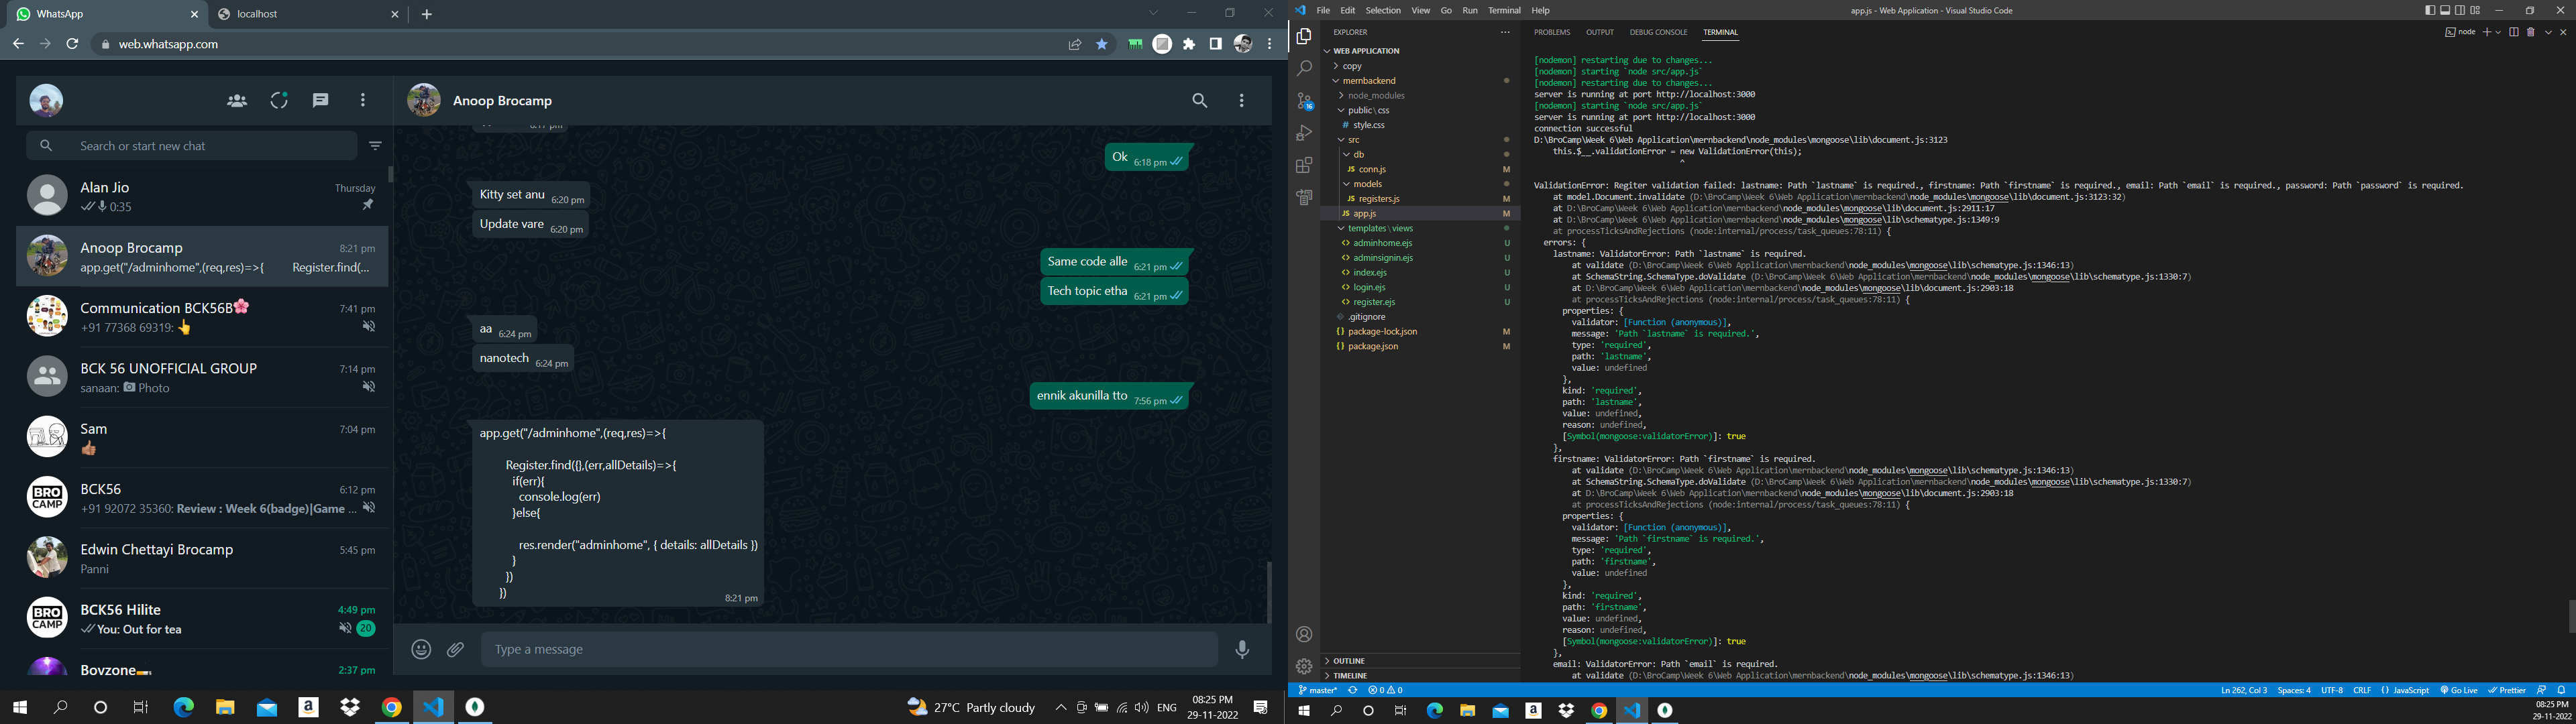 WhatsApp
localhost
web.whatsapp.com
Anoop Brocamp
Search or start new chat
Alan Jio
Thursday
0:35
Anoop Brocamp
8:21 pm
app.get("/adminhome",(req,res)=>{ Register.find(...
Communication BCK56B🌸
7:41 pm
+91 77368 69319: 👆
BCK 56 UNOFFICIAL GROUP
7:14 pm
sanaan: Photo
Sam
7:04 pm
👍🏽
BCK56
6:12 pm
+91 92072 35360: Review : Week 6(badge)|Game ...
Edwin Chettayi Brocamp
5:45 pm
Panni
BCK56 Hilite
4:49 pm
You: Out for tea
20
Bovzone🚬
2:37 pm
BRO
CAMP
BRO
CAMP
6:17 pm
Ok 6:18 pm
Kitty set anu 6:20 pm
Update vare 6:20 pm
Same code alle 6:21 pm
Tech topic etha 6:21 pm
aa 6:24 pm
nanotech 6:24 pm
ennik akunilla tto 7:56 pm
app.get("/adminhome",(req,res)=>{
Register.find({},(err,allDetails)=>{
if(err){
console.log(err)
}else{
res.render("adminhome", { details: allDetails })
}
})
})
8:21 pm
Type a message
27°C Partly cloudy
ENG
08:25 PM
29-11-2022
File Edit Selection View Go Run Terminal Help
app.js - Web Application - Visual Studio Code
EXPLORER
WEB APPLICATION
copy
mernbackend
node_modules
public\css
# style.css
src
db
JS conn.js M
models
JS registers.js M
JS app.js M
templates\views
<> adminhome.ejs U
<> adminsignin.ejs U
<> index.ejs U
<> login.ejs U
<> register.ejs U
.gitignore
{} package-lock.json M
{} package.json M
OUTLINE
TIMELINE
16
PROBLEMS OUTPUT DEBUG CONSOLE TERMINAL
node
[nodemon] restarting due to changes...
[nodemon] starting `node src/app.js`
[nodemon] restarting due to changes...
server is running at port http://localhost:3000
[nodemon] starting `node src/app.js`
server is running at port http://localhost:3000
connection successful
D:\BroCamp\Week 6\Web Application\mernbackend\node_modules\mongoose\lib\document.js:3123
this.$__.validationError = new ValidationError(this);
^
ValidationError: Regiter validation failed: lastname: Path `lastname` is required., firstname: Path `firstname` is required., email: Path `email` is required., password: Path `password` is required.
at model.Document.invalidate (D:\BroCamp\Week 6\Web Application\mernbackend\node_modules\mongoose\lib\document.js:3123:32)
at D:\BroCamp\Week 6\Web Application\mernbackend\node_modules\mongoose\lib\document.js:2911:17
at D:\BroCamp\Week 6\Web Application\mernbackend\node_modules\mongoose\lib\schematype.js:1349:9
at processTicksAndRejections (node:internal/process/task_queues:78:11) {
errors: {
lastname: ValidatorError: Path `lastname` is required.
at validate (D:\BroCamp\Week 6\Web Application\mernbackend\node_modules\mongoose\lib\schematype.js:1346:13)
at SchemaString.SchemaType.doValidate (D:\BroCamp\Week 6\Web Application\mernbackend\node_modules\mongoose\lib\schematype.js:1330:7)
at D:\BroCamp\Week 6\Web Application\mernbackend\node_modules\mongoose\lib\document.js:2903:18
at processTicksAndRejections (node:internal/process/task_queues:78:11) {
properties: {
validator: [Function (anonymous)],
message: 'Path `lastname` is required.',
type: 'required',
path: 'lastname',
value: undefined
},
kind: 'required',
path: 'lastname',
value: undefined,
reason: undefined,
[Symbol(mongoose:validatorError)]: true
},
firstname: ValidatorError: Path `firstname` is required.
at validate (D:\BroCamp\Week 6\Web Application\mernbackend\node_modules\mongoose\lib\schematype.js:1346:13)
at SchemaString.SchemaType.doValidate (D:\BroCamp\Week 6\Web Application\mernbackend\node_modules\mongoose\lib\schematype.js:1330:7)
at D:\BroCamp\Week 6\Web Application\mernbackend\node_modules\mongoose\lib\document.js:2903:18
at processTicksAndRejections (node:internal/process/task_queues:78:11) {
properties: {
validator: [Function (anonymous)],
message: 'Path `firstname` is required.',
type: 'required',
path: 'firstname',
value: undefined
},
kind: 'required',
path: 'firstname',
value: undefined,
reason: undefined,
[Symbol(mongoose:validatorError)]: true
},
email: ValidatorError: Path `email` is required.
at validate (D:\BroCamp\Week 6\Web Application\mernbackend\node_modules\mongoose\lib\schematype.js:1346:13)
master* 0 0
Ln 262, Col 3 Spaces: 4 UTF-8 CRLF {} JavaScript Go Live Prettier
08:25 PM
29-11-2022